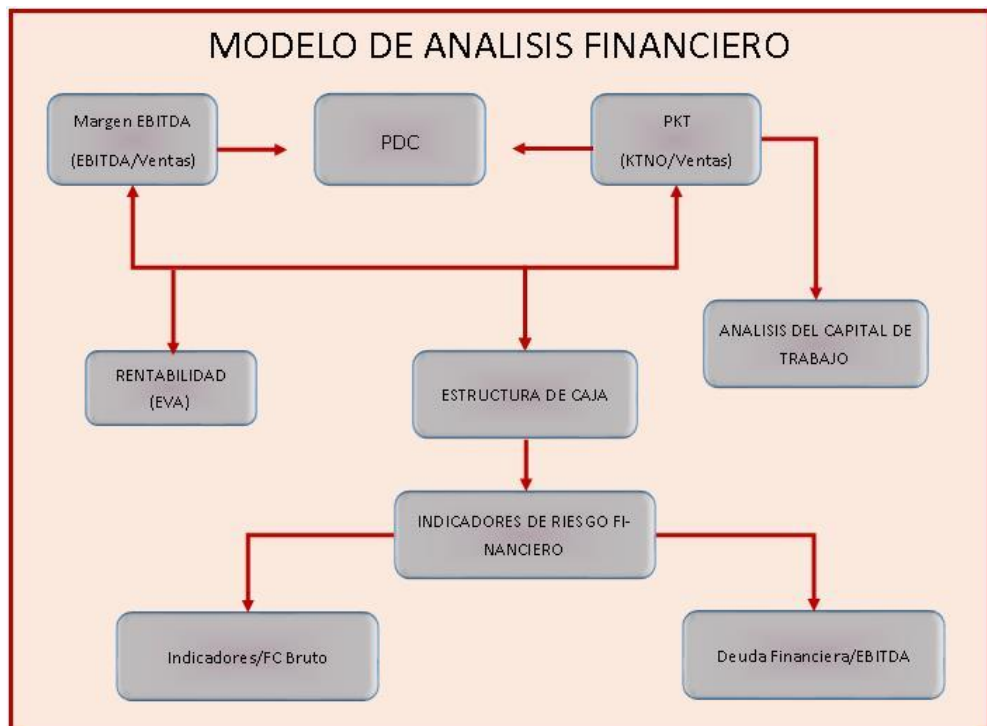 MODELO DE ANALISIS FINANCIERO
Margen EBITDA
(EBITDA/Ventas)
PDC
PKT
(KTNO/Ventas)
RENTABILIDAD
(EVA)
ESTRUCTURA DE CAJA
ANALISIS DEL CAPITAL DE
TRABAJO
INDICADORES DE RIESGO FI-
NANCIERO
Indicadores/FC Bruto
Deuda Financiera/EBITDA